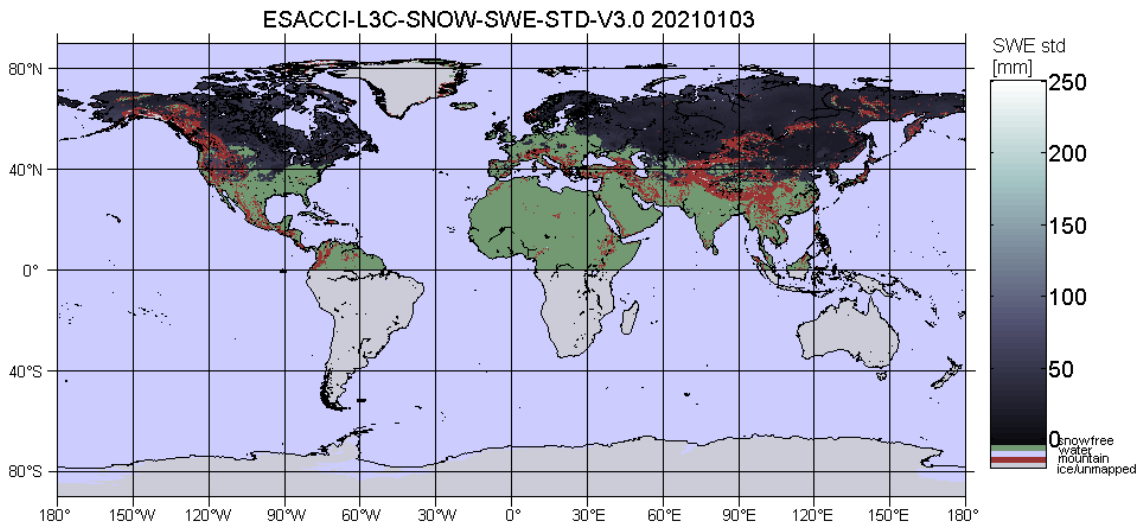 ESACCI-L3C-SNOW-SWE-STD-V3.0 20210103
SWE std
[mm]
250
200
150
100
50
0
snowfree
water
mountain
ice/unmapped
80°N
40°N
0°
40°S
80°S
180°
150°W
120°W
90°W
60°W
30°W
0°
30°E
60°E
90°E
120°E
150°E
180°